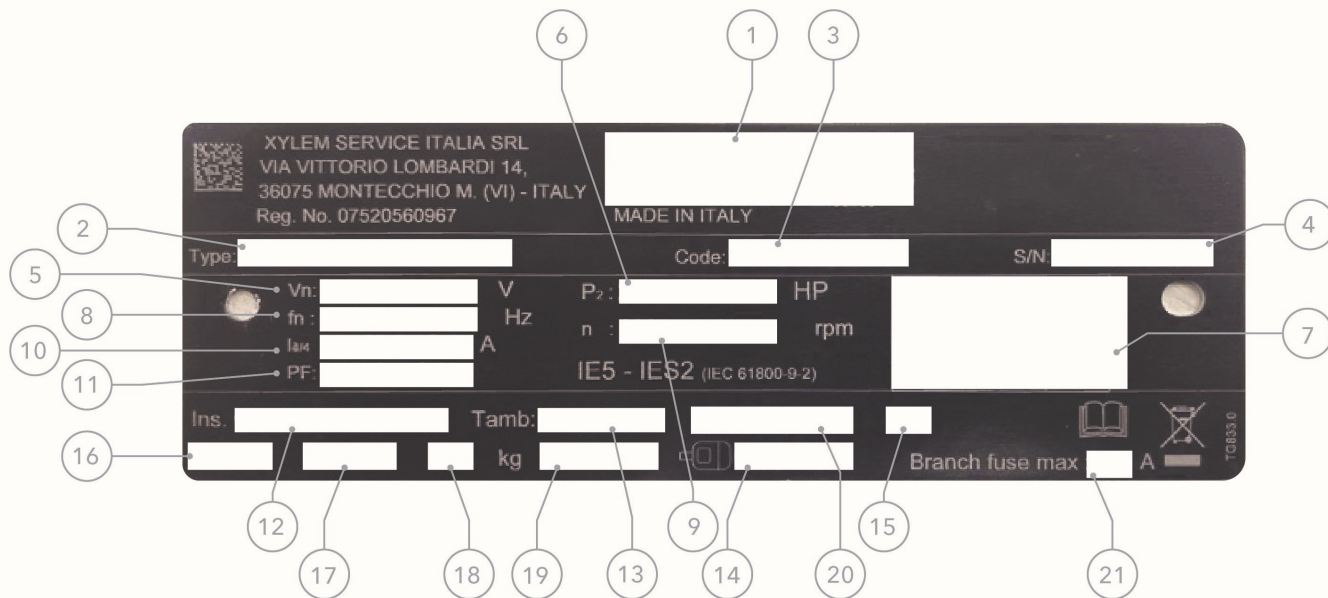 6
1
3
XYLEM SERVICE ITALIA SRL
VIA VITTORIO LOMBARDI 14,
36075 MONTECCHIO M. (VI) - ITALY
Reg. No. 07520560967
MADE IN ITALY
2
4
Type:
Code:
S/N:
5
Vn: V
P₂ : HP
8
fn : Hz
n : rpm
7
10
I4/4 A
11
PF:
IE5 - IES2 (IEC 61800-9-2)
Ins. Tamb:
TG833.0
16
kg
Branch fuse max A
12
9
15
17
18
19
13
14
20
21